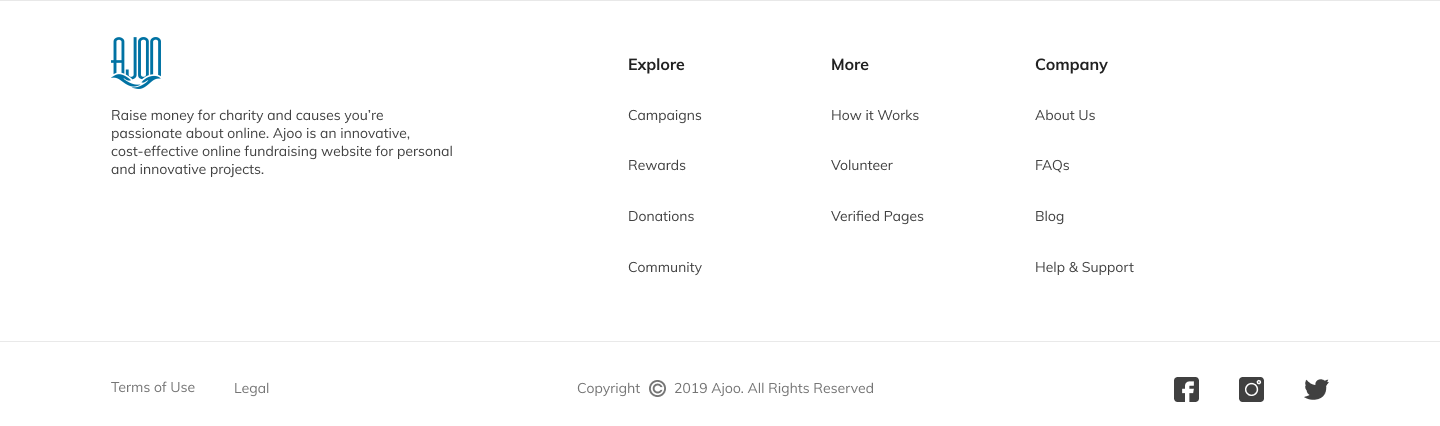 AJOO
Raise money for charity and causes you're
passionate about online. Ajoo is an innovative,
cost-effective online fundraising website for personal
and innovative projects.
Explore
Campaigns
Rewards
Donations
Community
More
How it Works
Volunteer
Verified Pages
Company
About Us
FAQs
Blog
Help & Support
Terms of Use
Legal
Copyright © 2019 Ajoo. All Rights Reserved